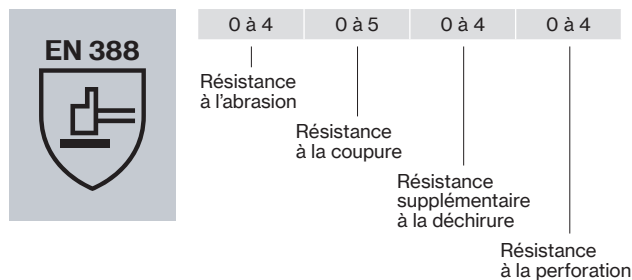 EN 388
0 à 4 0 à 5 0 à 4 0 à 4
Résistance
à l'abrasion
Résistance
à la coupure
Résistance
supplémentaire
à la déchirure
Résistance
à la perforation